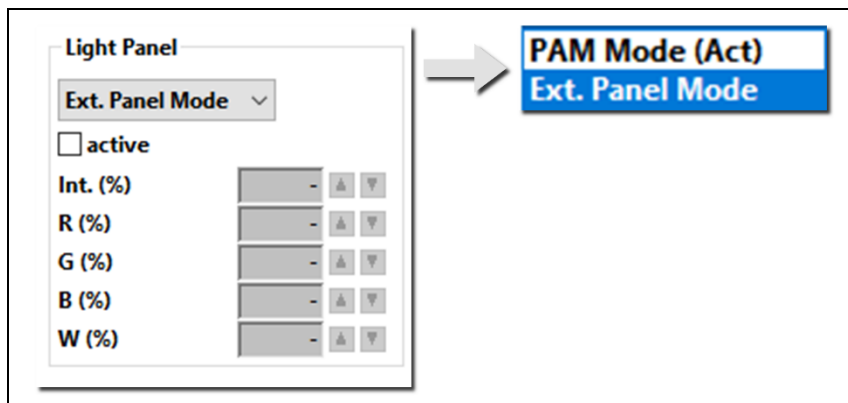 Light Panel
Ext. Panel Mode
active
Int. (%) -
R (%) -
G (%) -
B (%) -
W (%) -
PAM Mode (Act)
Ext. Panel Mode